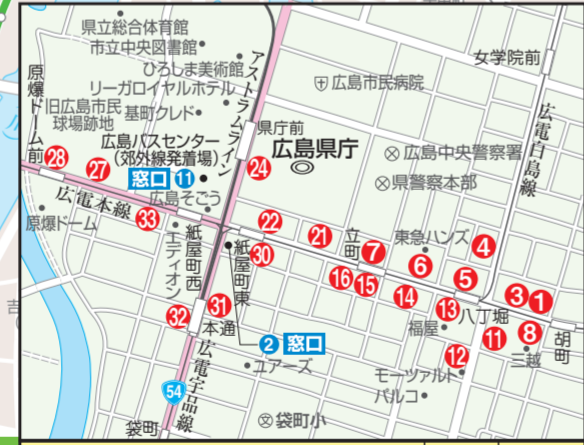 県立総合体育館
市立中央図書館
ひろしま美術館
リーガロイヤルホテル
旧広島市民
球場跡地
基町クレド
広島バスセンター
(郊外線発着場)
窓口 11
広島そごう
原爆ドーム前
28
27
広電本線
33
原爆ドーム
エディオン
紙屋町西
アストラムライン
県庁前
24
広島県庁
広島市民病院
女学院前
広電白島線
広島中央警察署
県警察本部
東急ハンズ
22
21
立町
7
6
4
5
3
1
30
紙屋町東
16
15
14
13
八丁堀
11
8
胡町
三越
福屋
12
モーツァルト
パルコ
31
32
本通
2 窓口
ユアーズ
54
広電宇品線
袋町
文 袋町小
吉